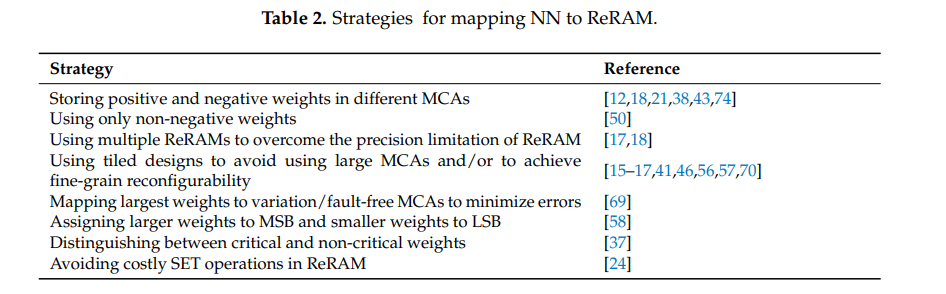 Table 2. Strategies for mapping NN to ReRAM.
Strategy Reference
Storing positive and negative weights in different MCAs [12,18,21,38,43,74]
Using only non-negative weights [50]
Using multiple ReRAMs to overcome the precision limitation of ReRAM [17,18]
Using tiled designs to avoid using large MCAs and/or to achieve
fine-grain reconfigurability [15–17,41,46,56,57,70]
Mapping largest weights to variation/fault-free MCAs to minimize errors [69]
Assigning larger weights to MSB and smaller weights to LSB [58]
Distinguishing between critical and non-critical weights [37]
Avoiding costly SET operations in ReRAM [24]